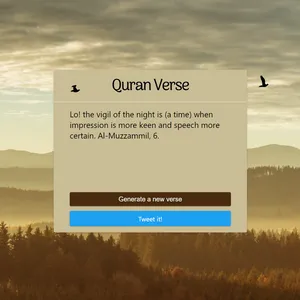 Quran Verse
Lo! the vigil of the night is (a time) when
impression is more keen and speech more
certain. Al-Muzzammil, 6.
Generate a new verse
Tweet it!